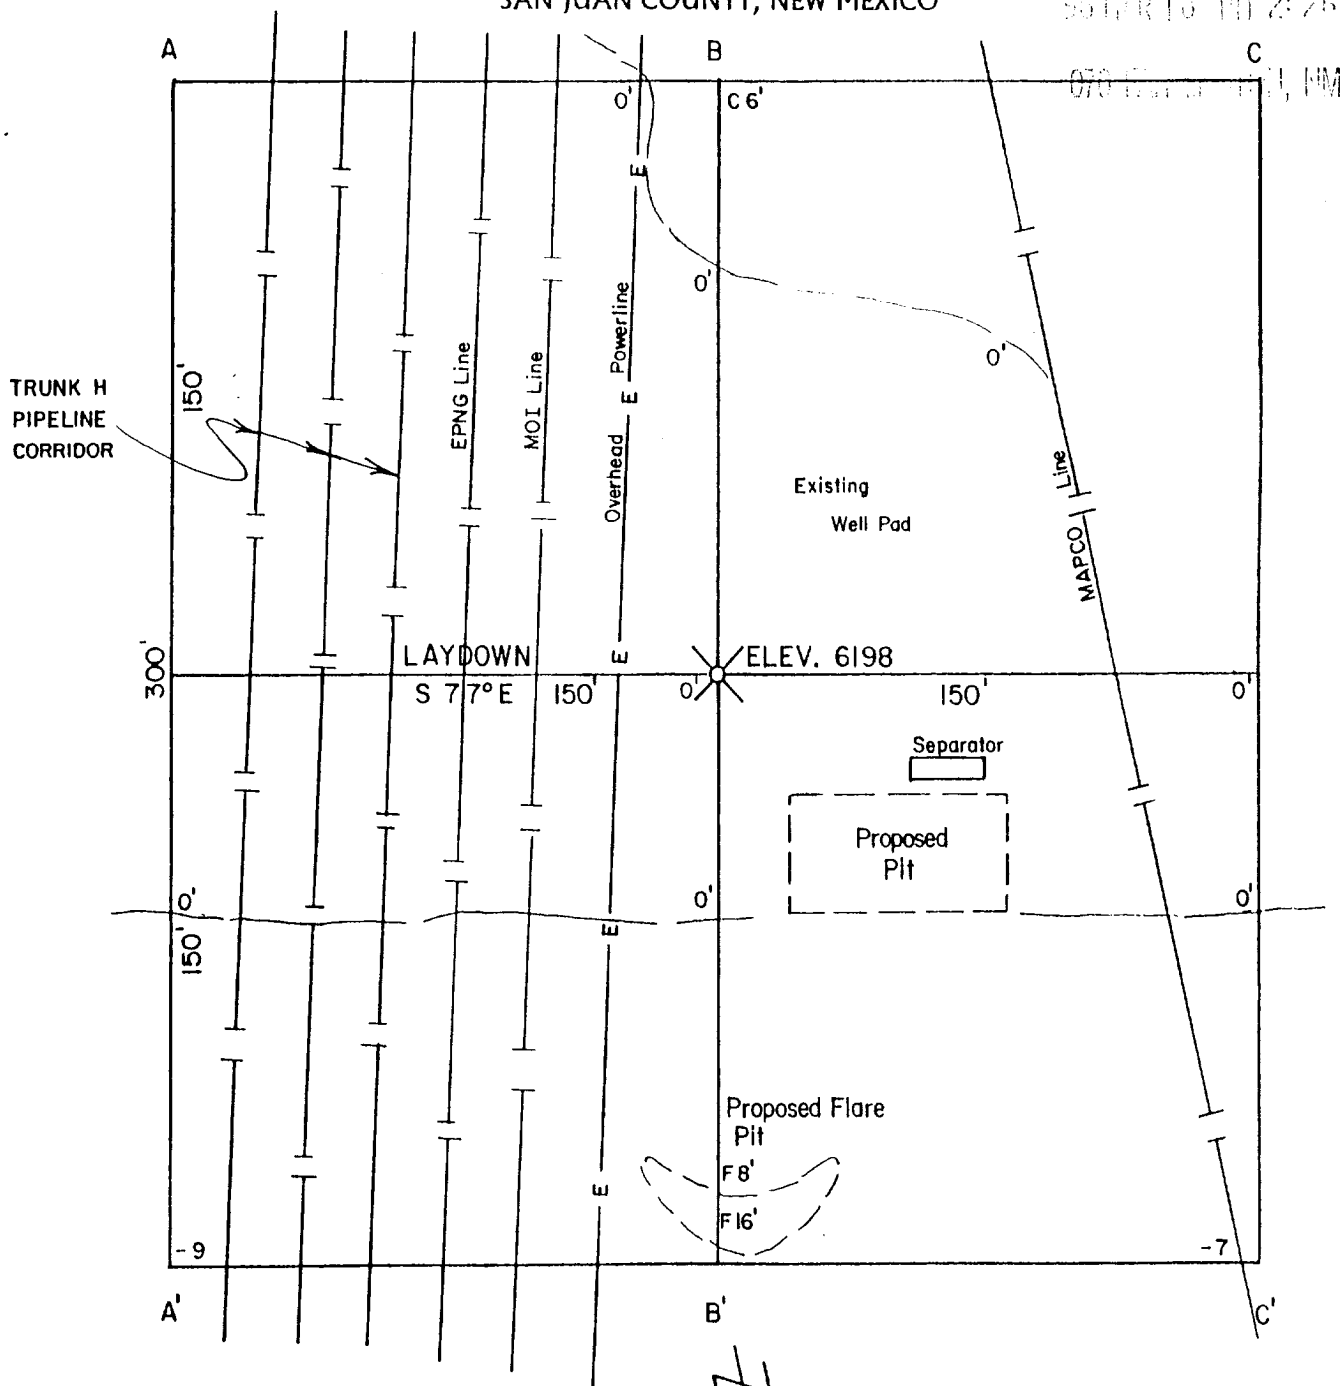 SAN JUAN COUNTY, NEW MEXICO
A
B
C
0'
C 6'
E
0'
0'
150'
TRUNK H
PIPELINE
CORRIDOR
EPNG Line
MOI Line
Overhead E Powerline
Existing
Well Pad
MAPCO Line
300'
LAYDOWN
E
ELEV. 6198
S 77° E
150'
0'
150'
0'
Separator
Proposed
Pit
0'
0'
0'
150'
E
Proposed Flare
Pit
F 8'
E
F 16'
-9
-7
A'
B'
C'